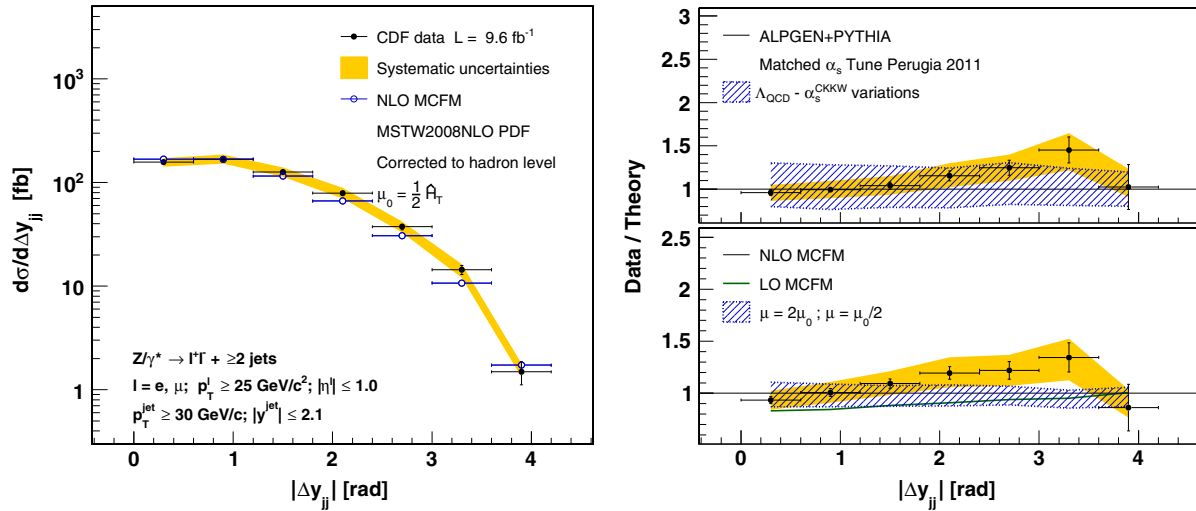 CDF data L = 9.6 fb⁻¹
Systematic uncertainties
NLO MCFM
MSTW2008NLO PDF
Corrected to hadron level
μ₀ = 1/2 Ĥ_T
10³
10²
10
1
dσ/dΔy_jj [fb]
Z/γ* → l⁺l⁻ + ≥2 jets
l = e, μ; p_T^l ≥ 25 GeV/c²; |η^l| ≤ 1.0
p_T^jet ≥ 30 GeV/c; |y^jet| ≤ 2.1
0 1 2 3 4
|Δy_jj| [rad]
Data / Theory
3
2.5
2
1.5
1
ALPGEN+PYTHIA
Matched α_s Tune Perugia 2011
Λ_QCD - α_s^CKKW variations
2.5
2
1.5
1
NLO MCFM
LO MCFM
μ = 2μ₀ ; μ = μ₀/2
0 1 2 3 4
|Δy_jj| [rad]